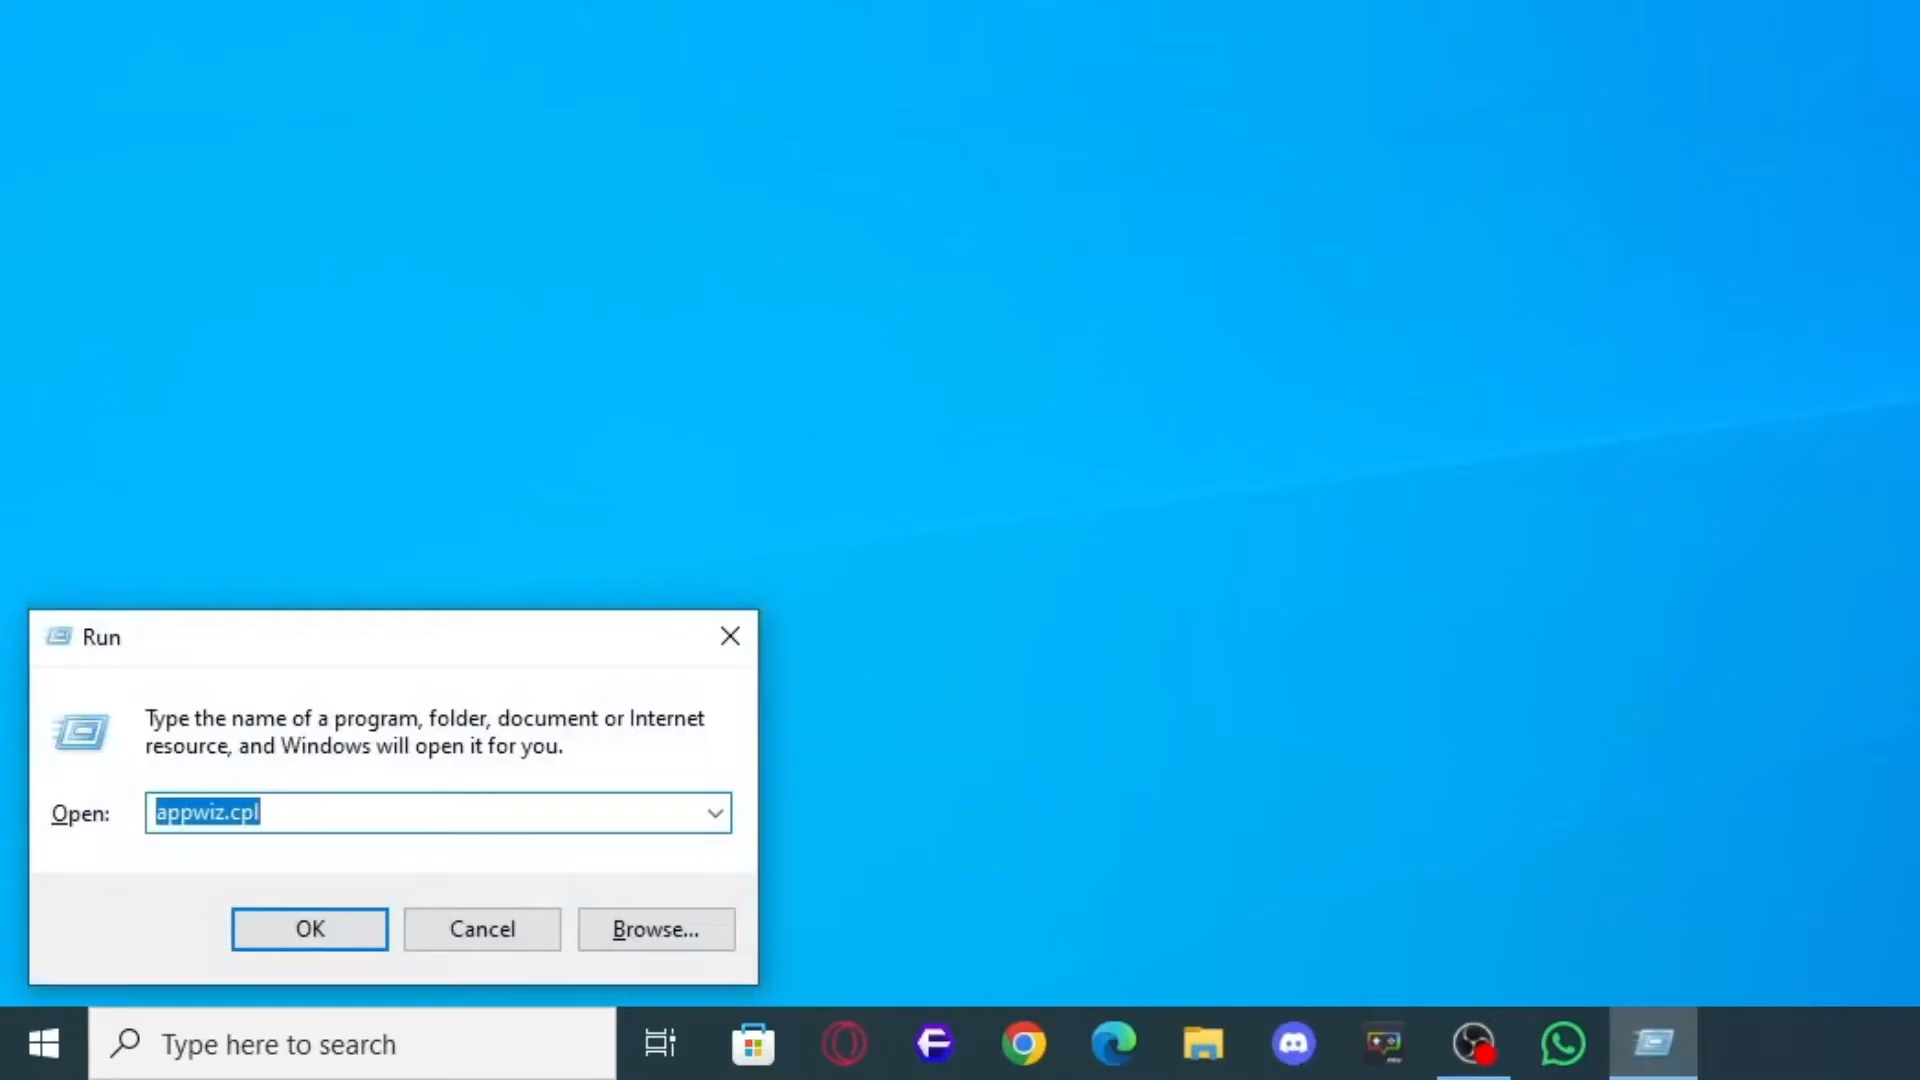 Run
Type the name of a program, folder, document or Internet
resource, and Windows will open it for you.
Open:
appwiz.cpl
OK
Cancel
Browse...
Type here to search